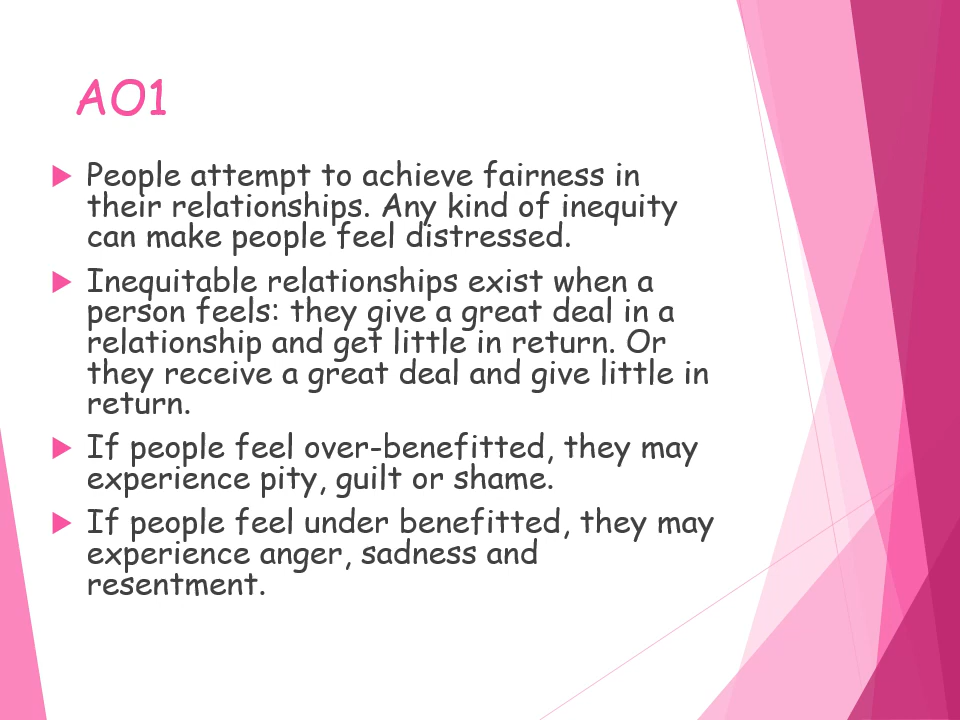 AO1
People attempt to achieve fairness in
their relationships. Any kind of inequity
can make people feel distressed.
Inequitable relationships exist when a
person feels: they give a great deal in a
relationship and get little in return. Or
they receive a great deal and give little in
return.
If people feel over-benefitted, they may
experience pity, guilt or shame.
If people feel under benefitted, they may
experience anger, sadness and
resentment.